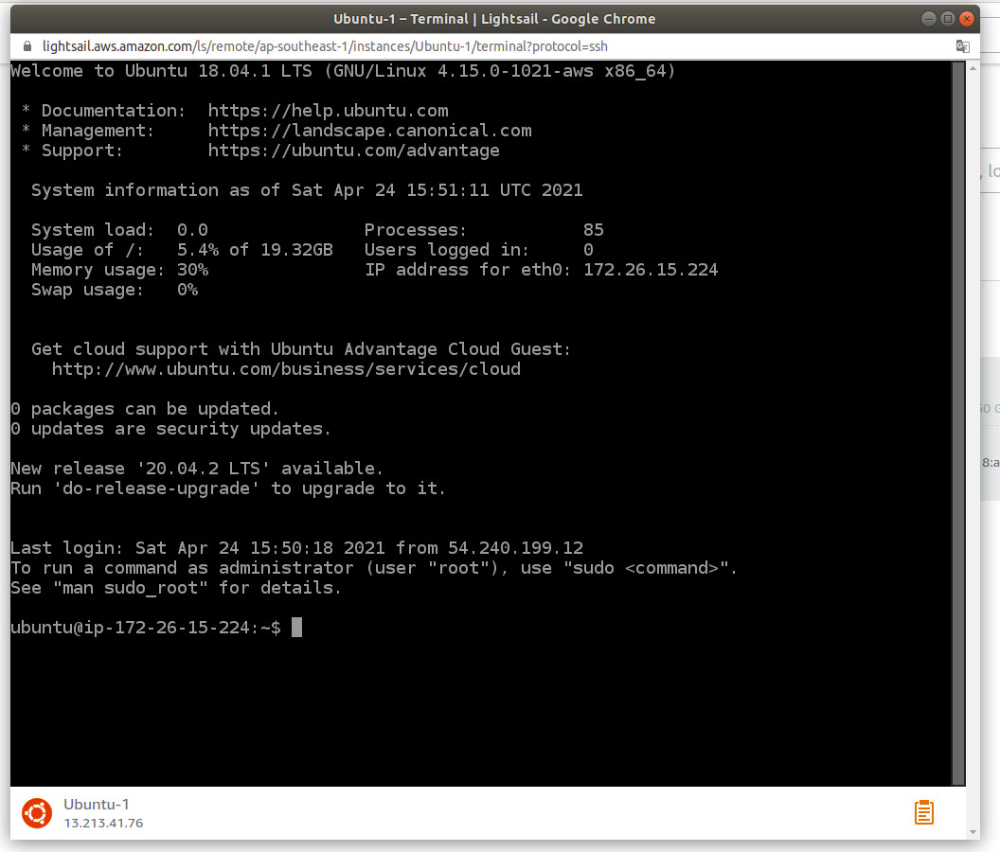 Ubuntu-1 – Terminal | Lightsail - Google Chrome
lightsail.aws.amazon.com/ls/remote/ap-southeast-1/instances/Ubuntu-1/terminal?protocol=ssh
Welcome to Ubuntu 18.04.1 LTS (GNU/Linux 4.15.0-1021-aws x86_64)
* Documentation: https://help.ubuntu.com
* Management: https://landscape.canonical.com
* Support: https://ubuntu.com/advantage
System information as of Sat Apr 24 15:51:11 UTC 2021
System load: 0.0 Processes: 85
Usage of /: 5.4% of 19.32GB Users logged in: 0
Memory usage: 30% IP address for eth0: 172.26.15.224
Swap usage: 0%
Get cloud support with Ubuntu Advantage Cloud Guest:
http://www.ubuntu.com/business/services/cloud
0 packages can be updated.
0 updates are security updates.
New release '20.04.2 LTS' available.
Run 'do-release-upgrade' to upgrade to it.
Last login: Sat Apr 24 15:50:18 2021 from 54.240.199.12
To run a command as administrator (user "root"), use "sudo <command>".
See "man sudo_root" for details.
ubuntu@ip-172-26-15-224:~$
Ubuntu-1
13.213.41.76